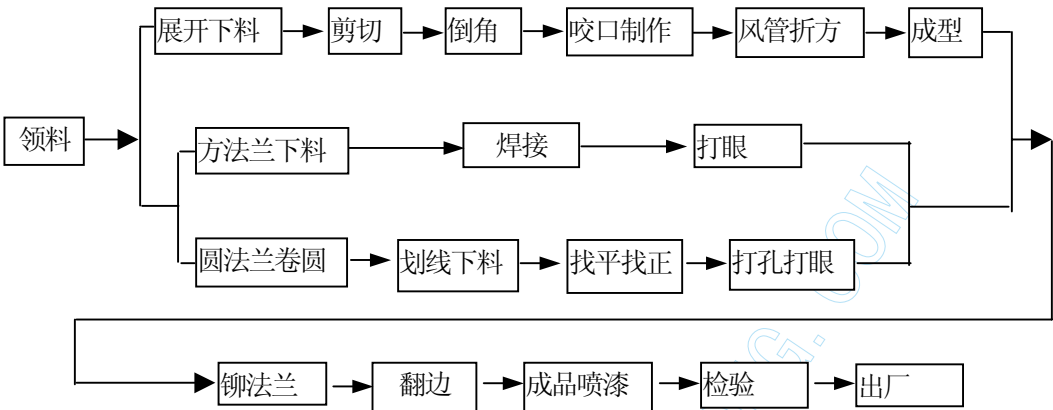 展开下料 剪切 倒角 咬口制作 风管折方 成型
领料
方法兰下料 焊接 打眼
圆法兰卷圆 划线下料 找平找正 打孔打眼
铆法兰 翻边 成品喷漆 检验 出厂
G. COM